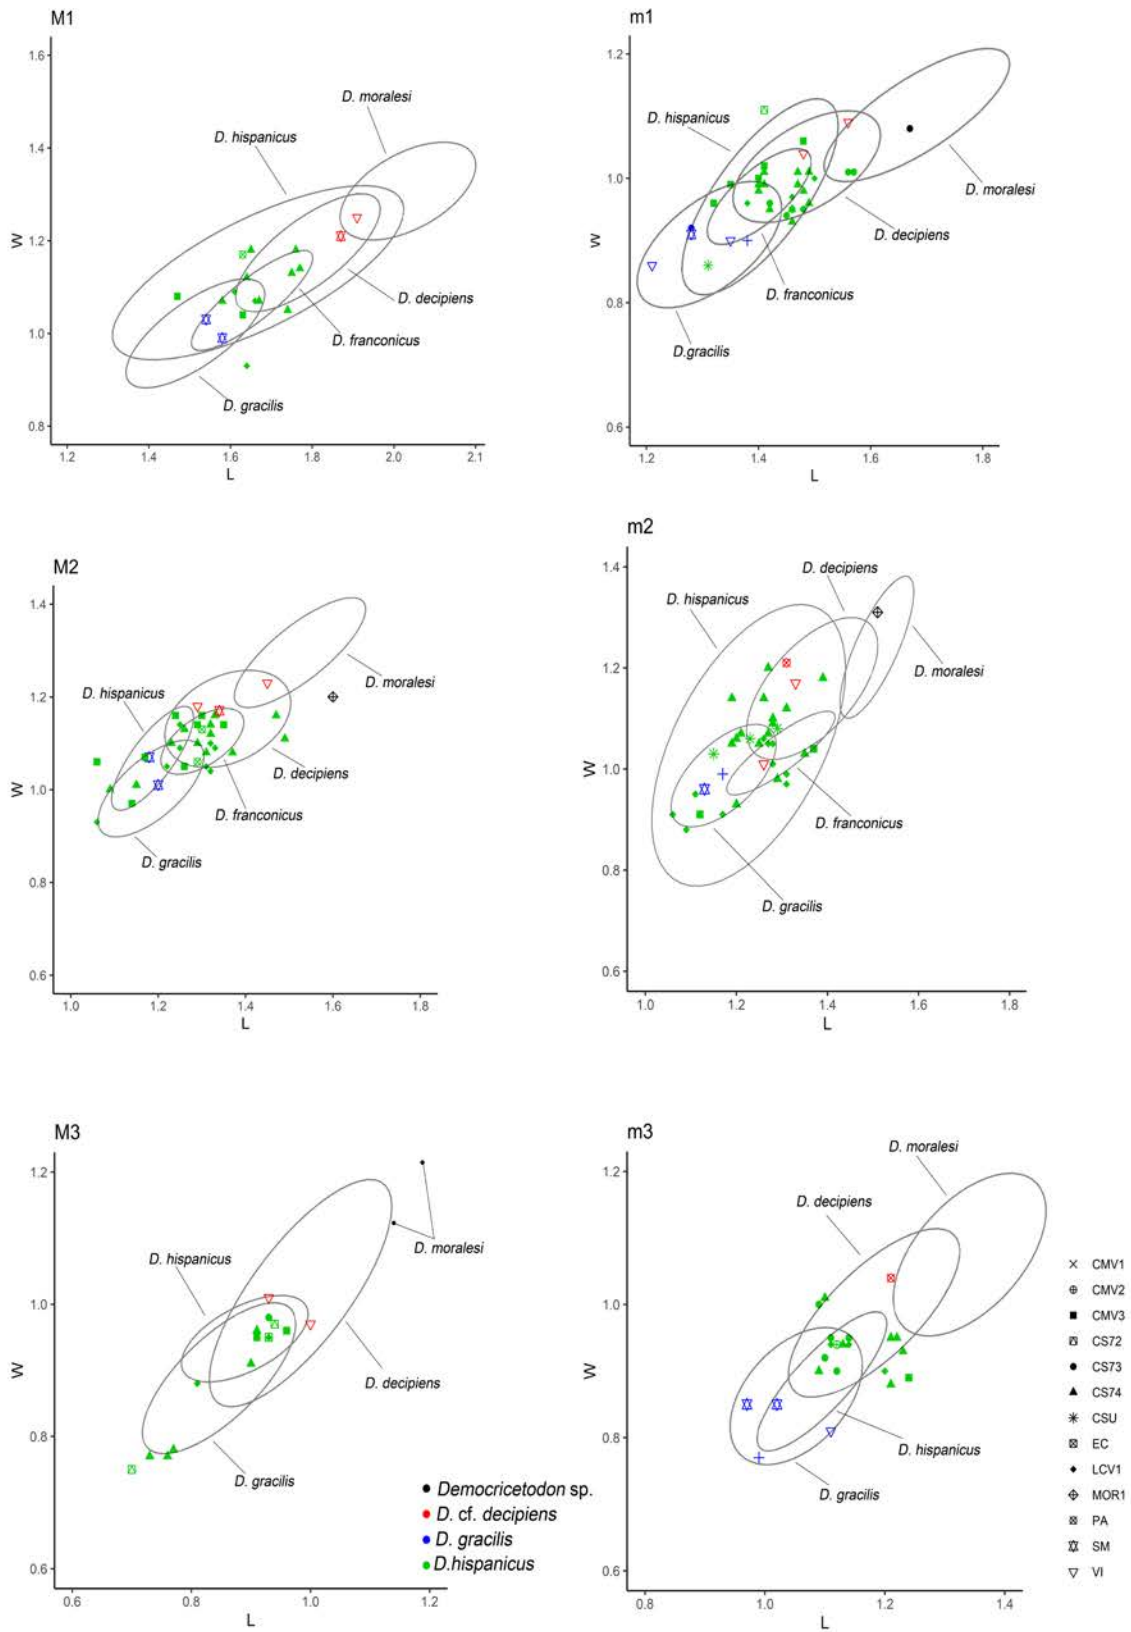 M1
1.6
1.4
1.2
1.0
0.8
W
D. moralesi
D. hispanicus
D. decipiens
D. franconicus
D. gracilis
1.2 1.4 1.6 1.8 2.0 2.1
L
m1
1.2
1.0
0.8
0.6
W
D. hispanicus
D. moralesi
D. decipiens
D. franconicus
D.gracilis
1.2 1.4 1.6 1.8
L
M2
1.4
1.2
1.0
0.8
0.6
W
D. hispanicus
D. moralesi
D. decipiens
D. franconicus
D. gracilis
1.0 1.2 1.4 1.6 1.8
L
m2
1.4
1.2
1.0
0.8
0.6
W
D. decipiens
D. hispanicus
D. moralesi
D. franconicus
D. gracilis
1.0 1.2 1.4 1.6 1.8
L
M3
1.2
1.0
0.8
0.6
W
D. hispanicus
D. moralesi
D. decipiens
D. gracilis
Democricetodon sp.
D. cf. decipiens
D. gracilis
D.hispanicus
0.6 0.8 1.0 1.2
L
m3
1.2
1.0
0.8
0.6
W
D. moralesi
D. decipiens
D. hispanicus
D. gracilis
0.8 1.0 1.2 1.4
L
CMV1
CMV2
CMV3
CS72
CS73
CS74
CSU
EC
LCV1
MOR1
PA
SM
VI